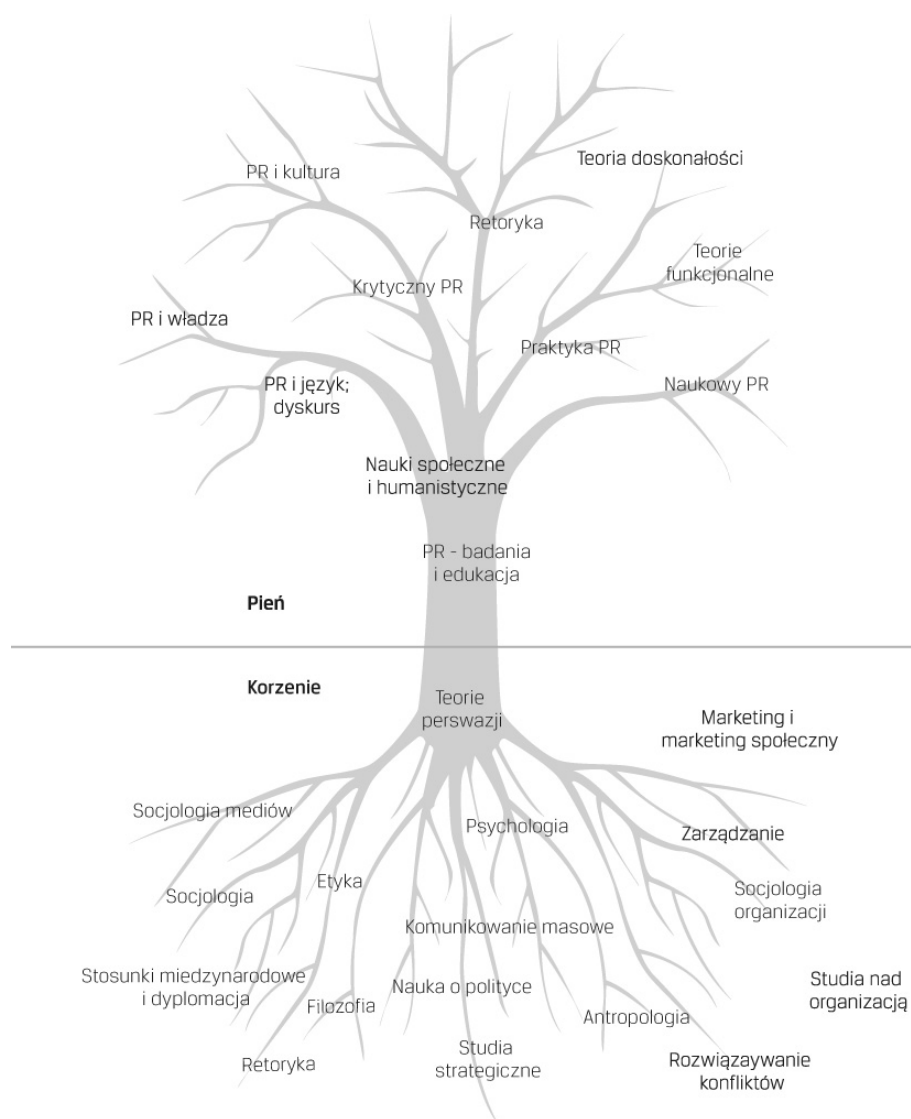 Teoria doskonałości
PR i kultura
Retoryka
Teorie
funkcjonalne
Krytyczny PR
PR i władza
Praktyka PR
PR i język;
dyskurs
Naukowy PR
Nauki społeczne
i humanistyczne
PR - badania
i edukacja
Pień
Korzenie
Teorie
perswazji
Marketing i
marketing społeczny
Socjologia mediów
Psychologia
Zarządzanie
Etyka
Socjologia
Socjologia
organizacji
Komunikowanie masowe
Stosunki miedzynarodowe
i dyplomacja
Nauka o polityce
Studia nad
organizacją
Filozofia
Antropologia
Retoryka
Studia
strategiczne
Rozwiązaywanie
konfliktów